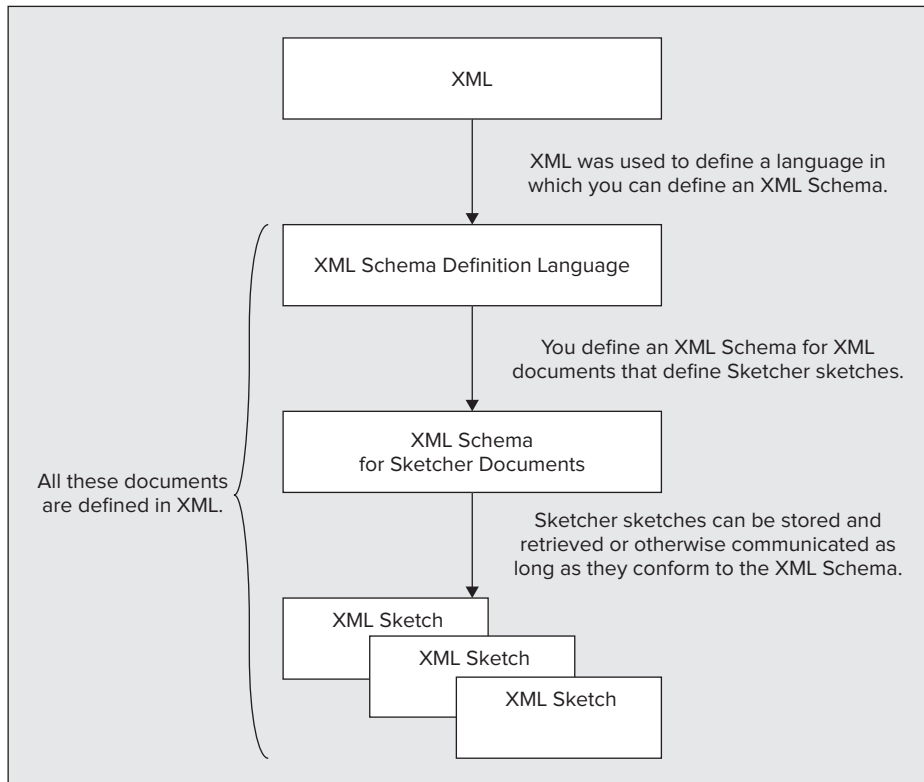 XML
XML was used to define a language in
which you can define an XML Schema.
XML Schema Definition Language
You define an XML Schema for XML
documents that define Sketcher sketches.
XML Schema
for Sketcher Documents
All these documents
are defined in XML.
Sketcher sketches can be stored and
retrieved or otherwise communicated as
long as they conform to the XML Schema.
XML Sketch
XML Sketch
XML Sketch